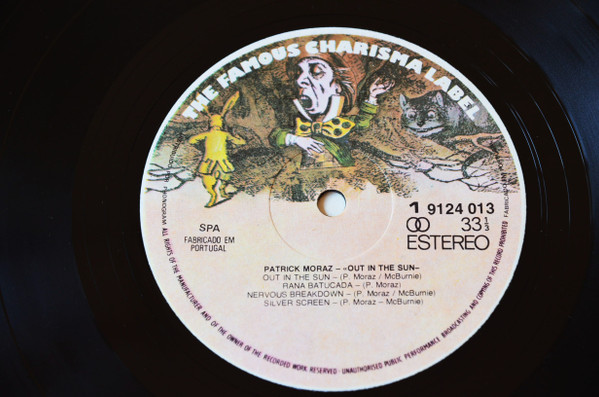 THE FAMOUS CHARISMA LABEL
SPA
FABRICADO EM
PORTUGAL
1 9124 013
33 1/3
ESTEREO
PATRICK MORAZ – «OUT IN THE SUN»
OUT IN THE SUN – (P. Moraz / McBurnie)
RANA BATUCADA – (P. Moraz)
NERVOUS BREAKDOWN – (P. Moraz / McBurnie)
SILVER SCREEN – (P. Moraz – McBurnie)
PHONOGRAM ALL RIGHTS OF THE MANUFACTURER AND OF THE OWNER OF THE RECORDED WORK RESERVED · UNAUTHORISED PUBLIC PERFORMANCE BROADCASTING AND COPYING OF THIS RECORD PROHIBITED